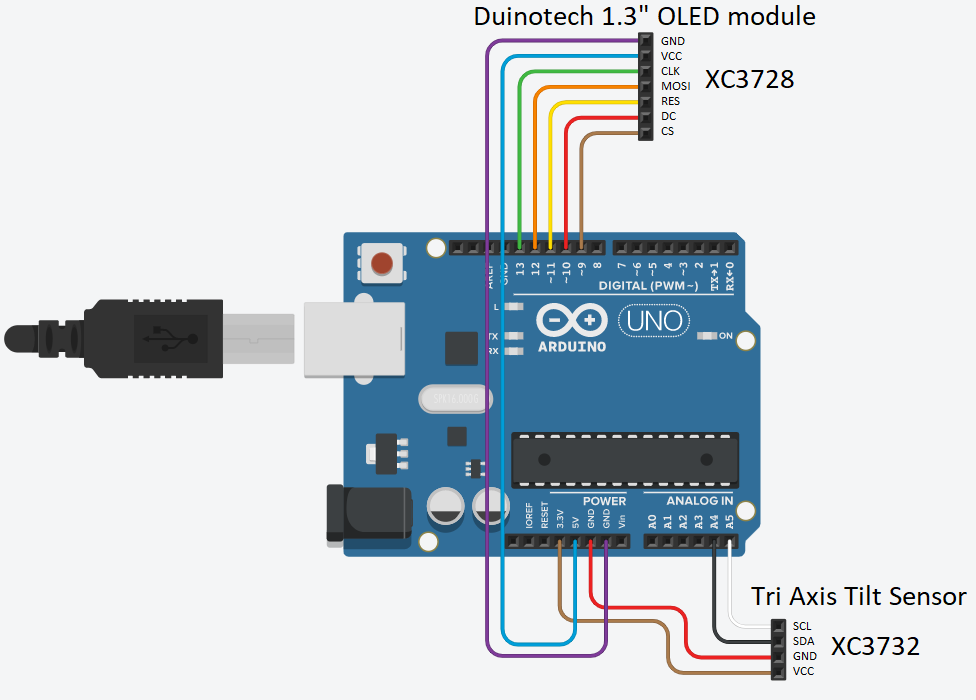 Duinotech 1.3" OLED module
GND
VCC
CLK
MOSI
RES
DC
CS
XC3728
AREF
GND
13
12
~11
~10
~9
8
7
~6
~5
4
~3
2
TX→1
RX←0
DIGITAL (PWM~)
L
TX
RX
ARDUINO
UNO
ON
POWER
ANALOG IN
IOREF
RESET
3.3V
5V
GND
GND
Vin
A0
A1
A2
A3
A4
A5
Tri Axis Tilt Sensor
SCL
SDA
GND
VCC
XC3732